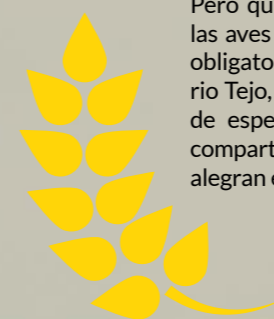 Pero qu
las aves
obligato
rio Tejo,
de espe
compart
alegran